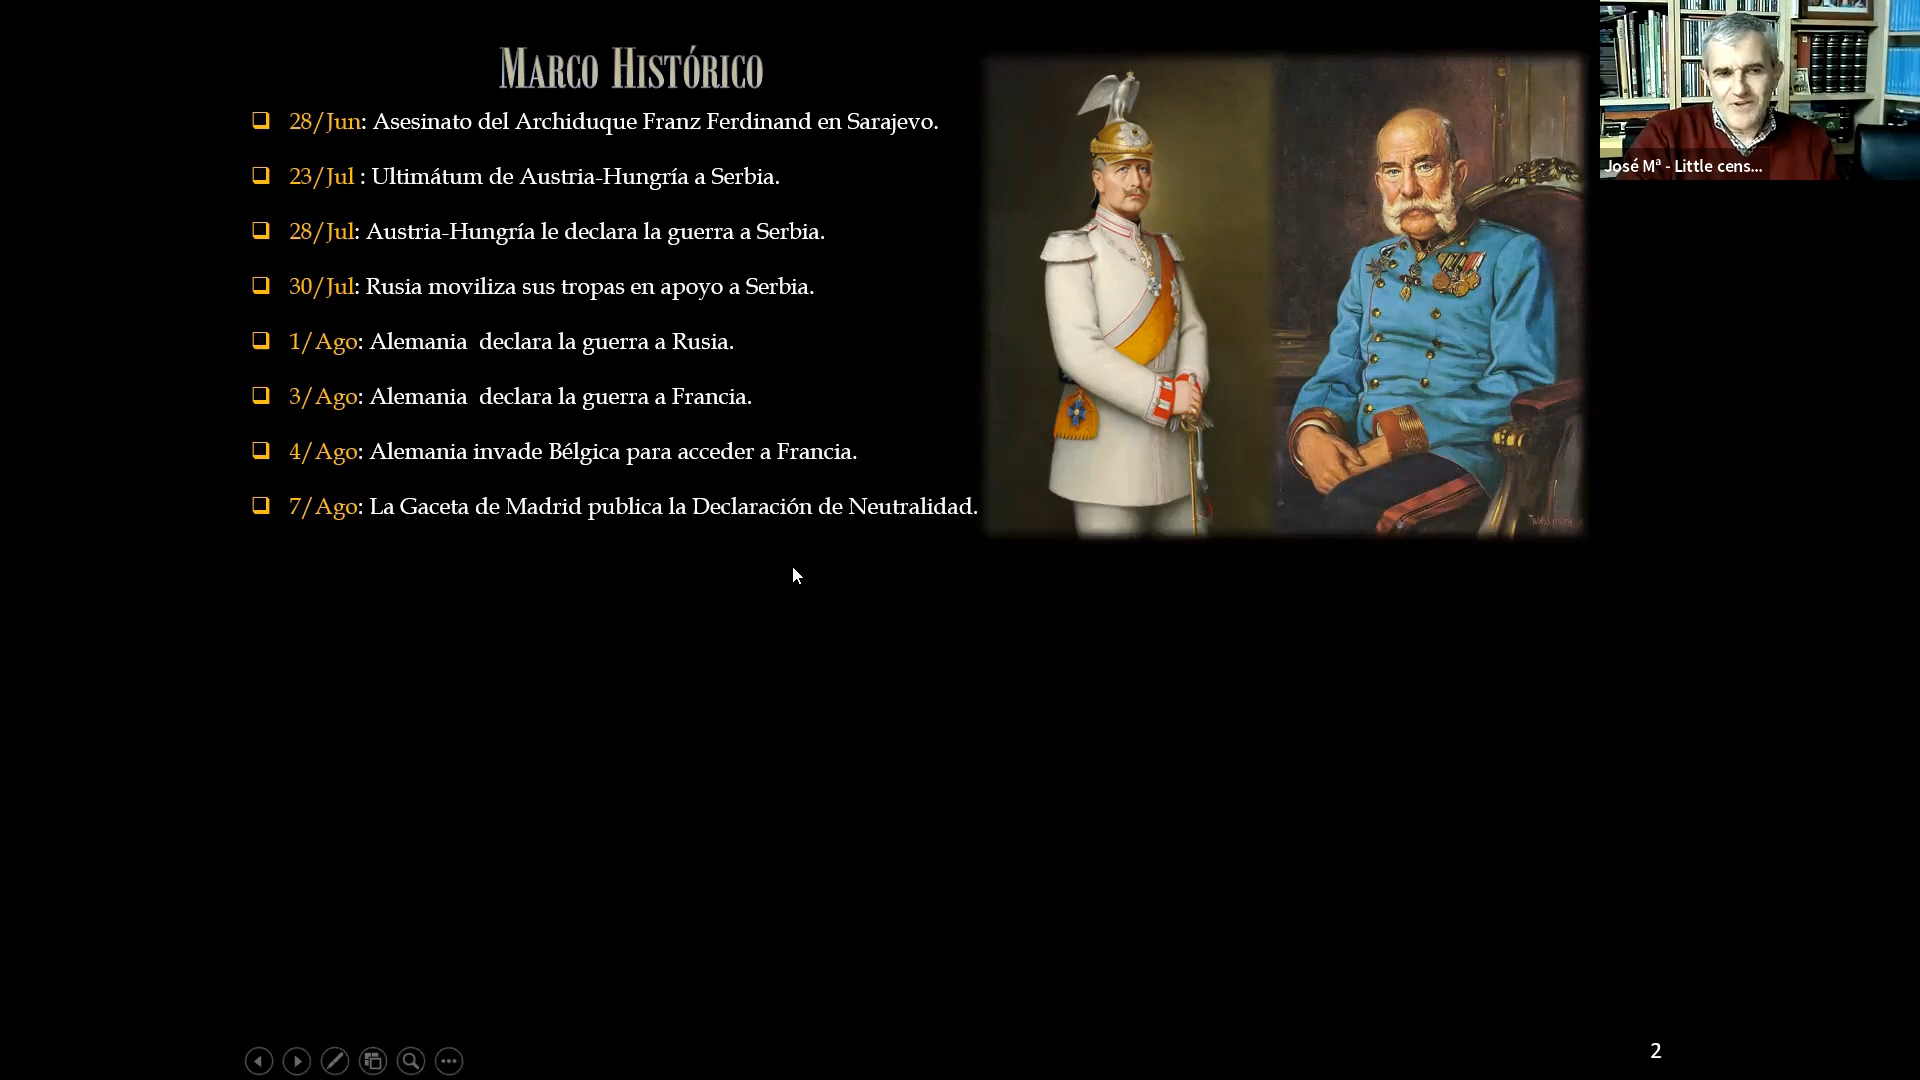 Marco Histórico
28/Jun: Asesinato del Archiduque Franz Ferdinand en Sarajevo.
23/Jul : Ultimátum de Austria-Hungría a Serbia.
28/Jul: Austria-Hungría le declara la guerra a Serbia.
30/Jul: Rusia moviliza sus tropas en apoyo a Serbia.
1/Ago: Alemania  declara la guerra a Rusia.
3/Ago: Alemania  declara la guerra a Francia.
4/Ago: Alemania invade Bélgica para acceder a Francia.
7/Ago: La Gaceta de Madrid publica la Declaración de Neutralidad.
José Mª - Little cens...
2